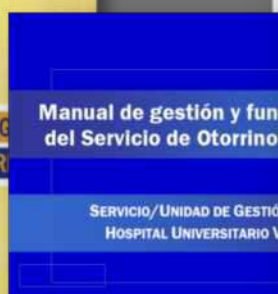 Manual de gestión y fun
del Servicio de Otorrino
SERVICIO/UNIDAD DE GESTIÓ
HOSPITAL UNIVERSITARIO V